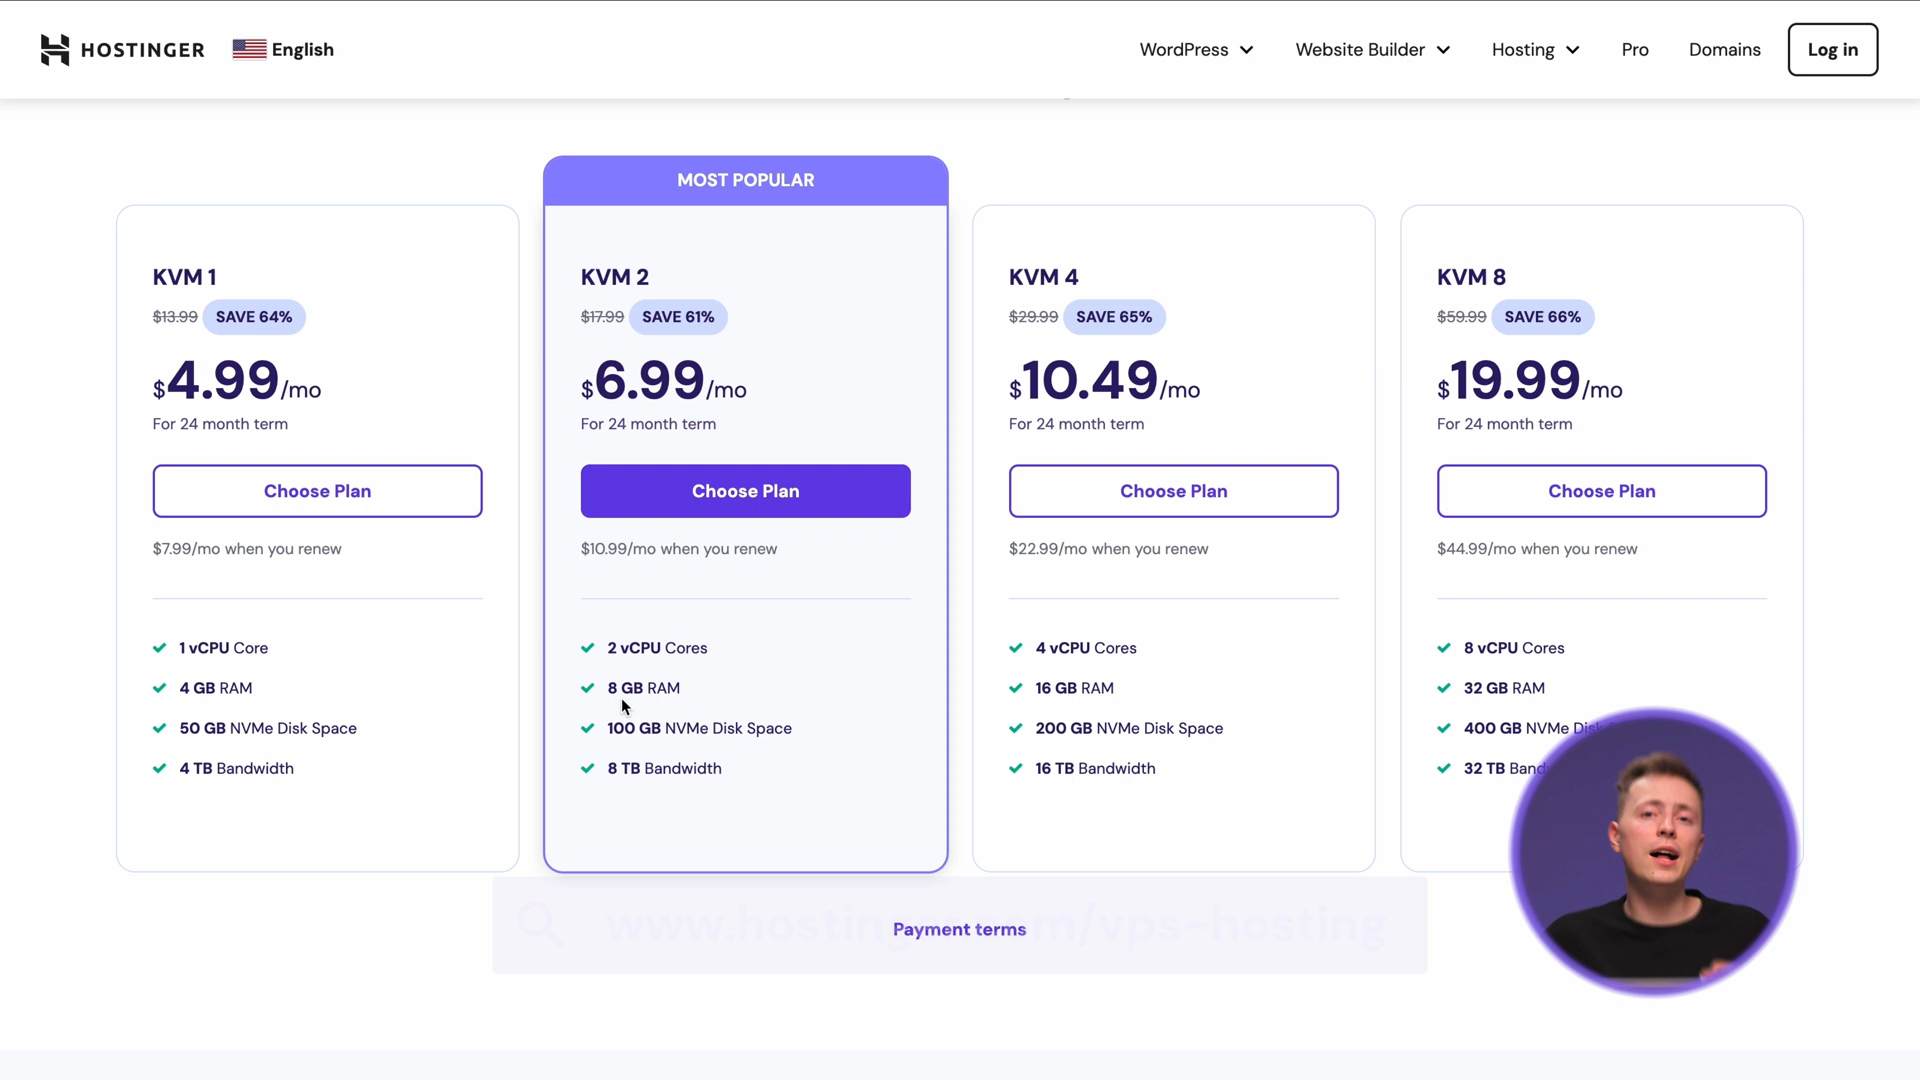 HOSTINGER
English
WordPress
Website Builder
Hosting
Pro
Domains
Log in
MOST POPULAR
KVM 1
$13.99 SAVE 64%
$4.99/mo
For 24 month term
Choose Plan
$7.99/mo when you renew
1 vCPU Core
4 GB RAM
50 GB NVMe Disk Space
4 TB Bandwidth
KVM 2
$17.99 SAVE 61%
$6.99/mo
For 24 month term
Choose Plan
$10.99/mo when you renew
2 vCPU Cores
8 GB RAM
100 GB NVMe Disk Space
8 TB Bandwidth
KVM 4
$29.99 SAVE 65%
$10.49/mo
For 24 month term
Choose Plan
$22.99/mo when you renew
4 vCPU Cores
16 GB RAM
200 GB NVMe Disk Space
16 TB Bandwidth
KVM 8
$59.99 SAVE 66%
$19.99/mo
For 24 month term
Choose Plan
$44.99/mo when you renew
8 vCPU Cores
32 GB RAM
400 GB NVMe
32 TB
www.hostinger.com/vps-hosting
Payment terms